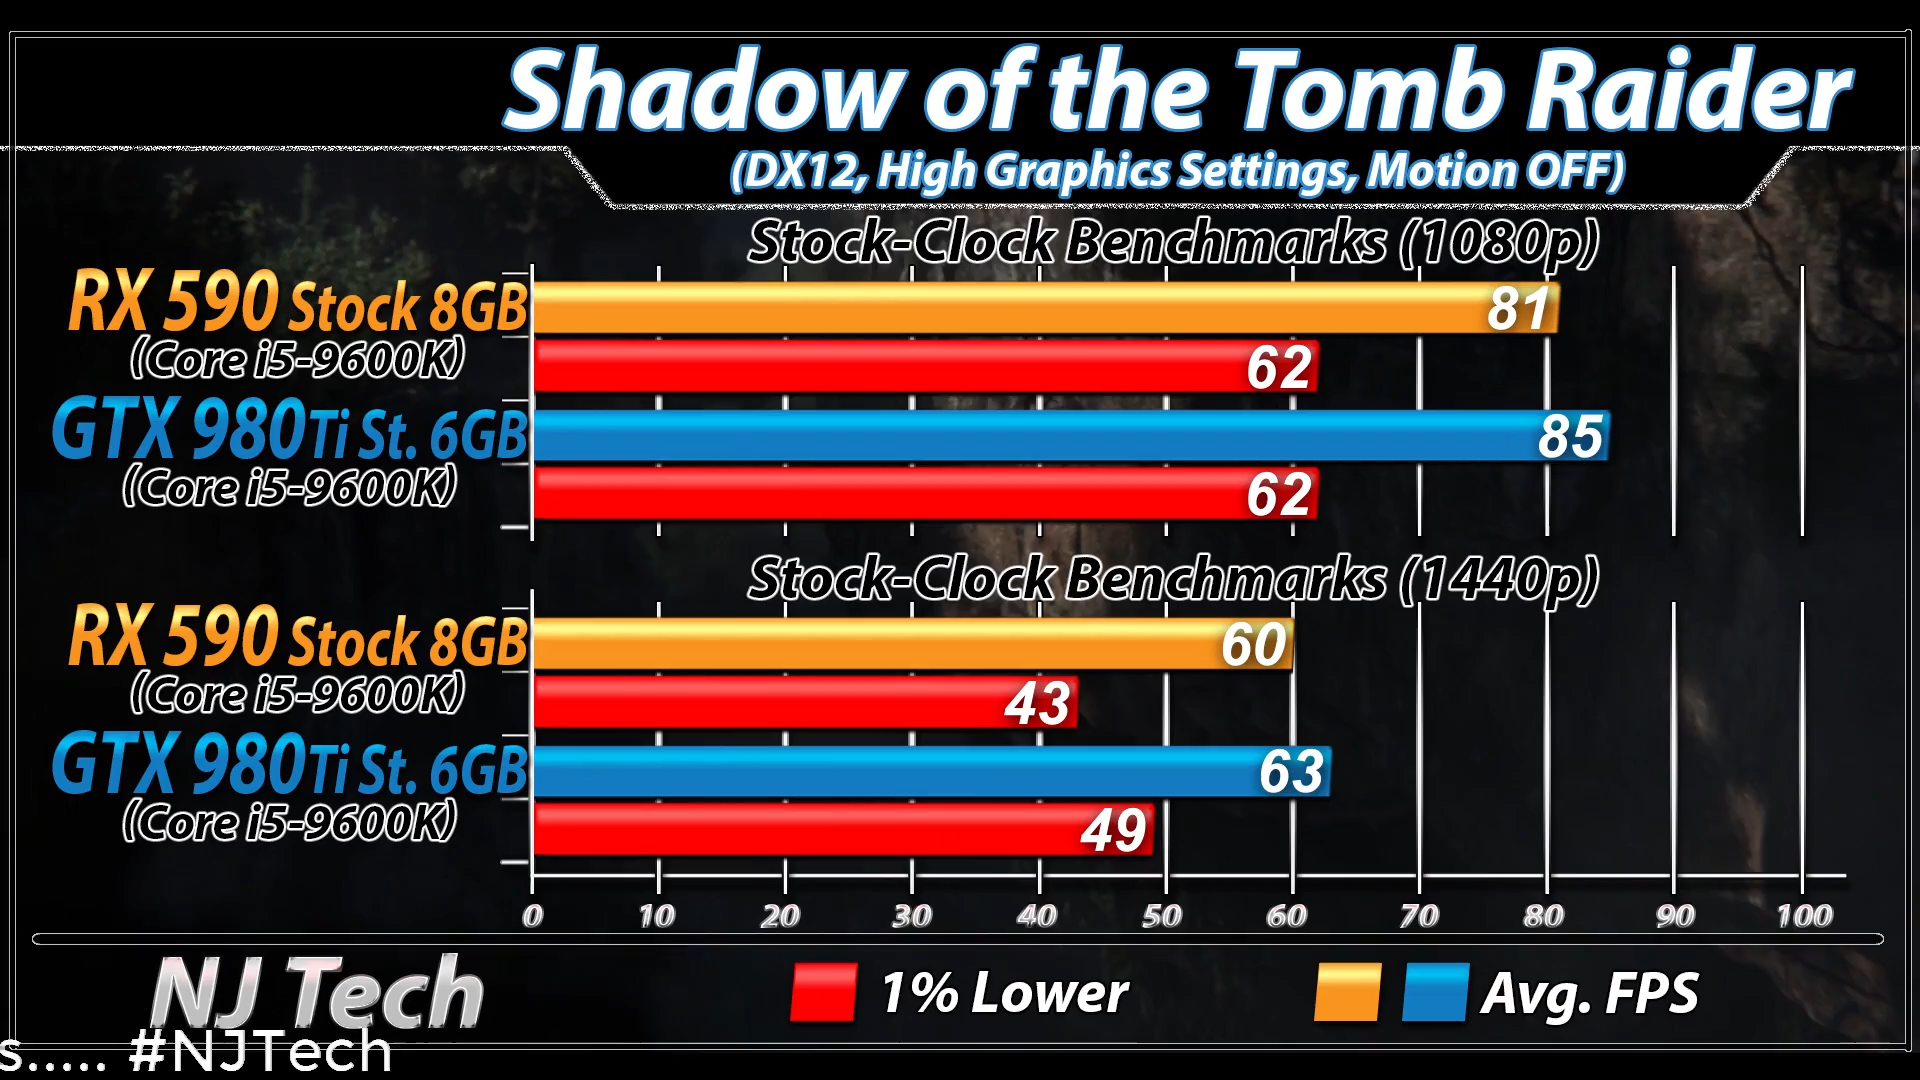 Shadow of the Tomb Raider
(DX12, High Graphics Settings, Motion OFF)
Stock-Clock Benchmarks (1080p)
RX 590 Stock 8GB
81
(Core i5-9600K)
62
GTX 980Ti St. 6GB
85
(Core i5-9600K)
62
Stock-Clock Benchmarks (1440p)
RX 590 Stock 8GB
60
(Core i5-9600K)
43
GTX 980Ti St. 6GB
63
(Core i5-9600K)
49
0 10 20 30 40 50 60 70 80 90 100
NJ Tech
1% Lower
Avg. FPS
s..... #NJTech